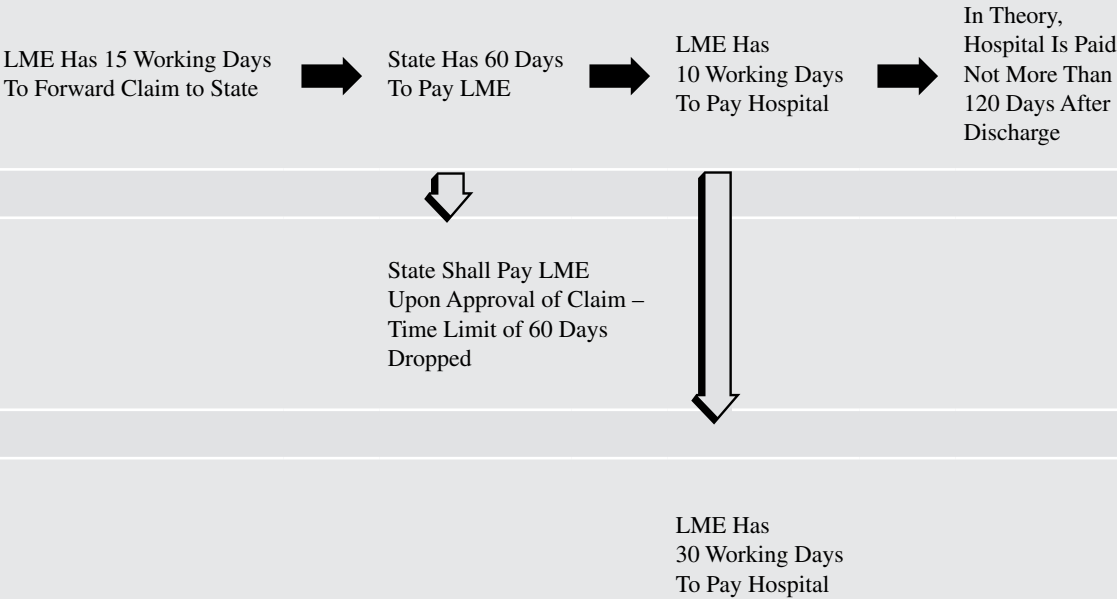 LME Has 15 Working Days
To Forward Claim to State
State Has 60 Days
To Pay LME
LME Has
10 Working Days
To Pay Hospital
In Theory,
Hospital Is Paid
Not More Than
120 Days After
Discharge
State Shall Pay LME
Upon Approval of Claim –
Time Limit of 60 Days
Dropped
LME Has
30 Working Days
To Pay Hospital